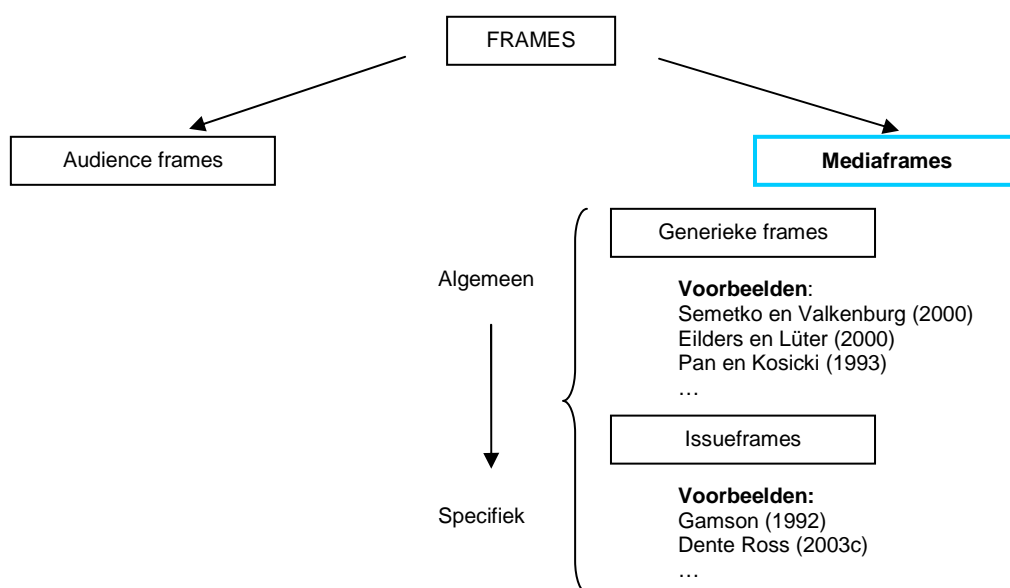 FRAMES
Audience frames
Mediaframes
Generieke frames
Algemeen
Voorbeelden:
Semetko en Valkenburg (2000)
Eilders en Lüter (2000)
Pan en Kosicki (1993)
…
Issueframes
Specifiek
Voorbeelden:
Gamson (1992)
Dente Ross (2003c)
…